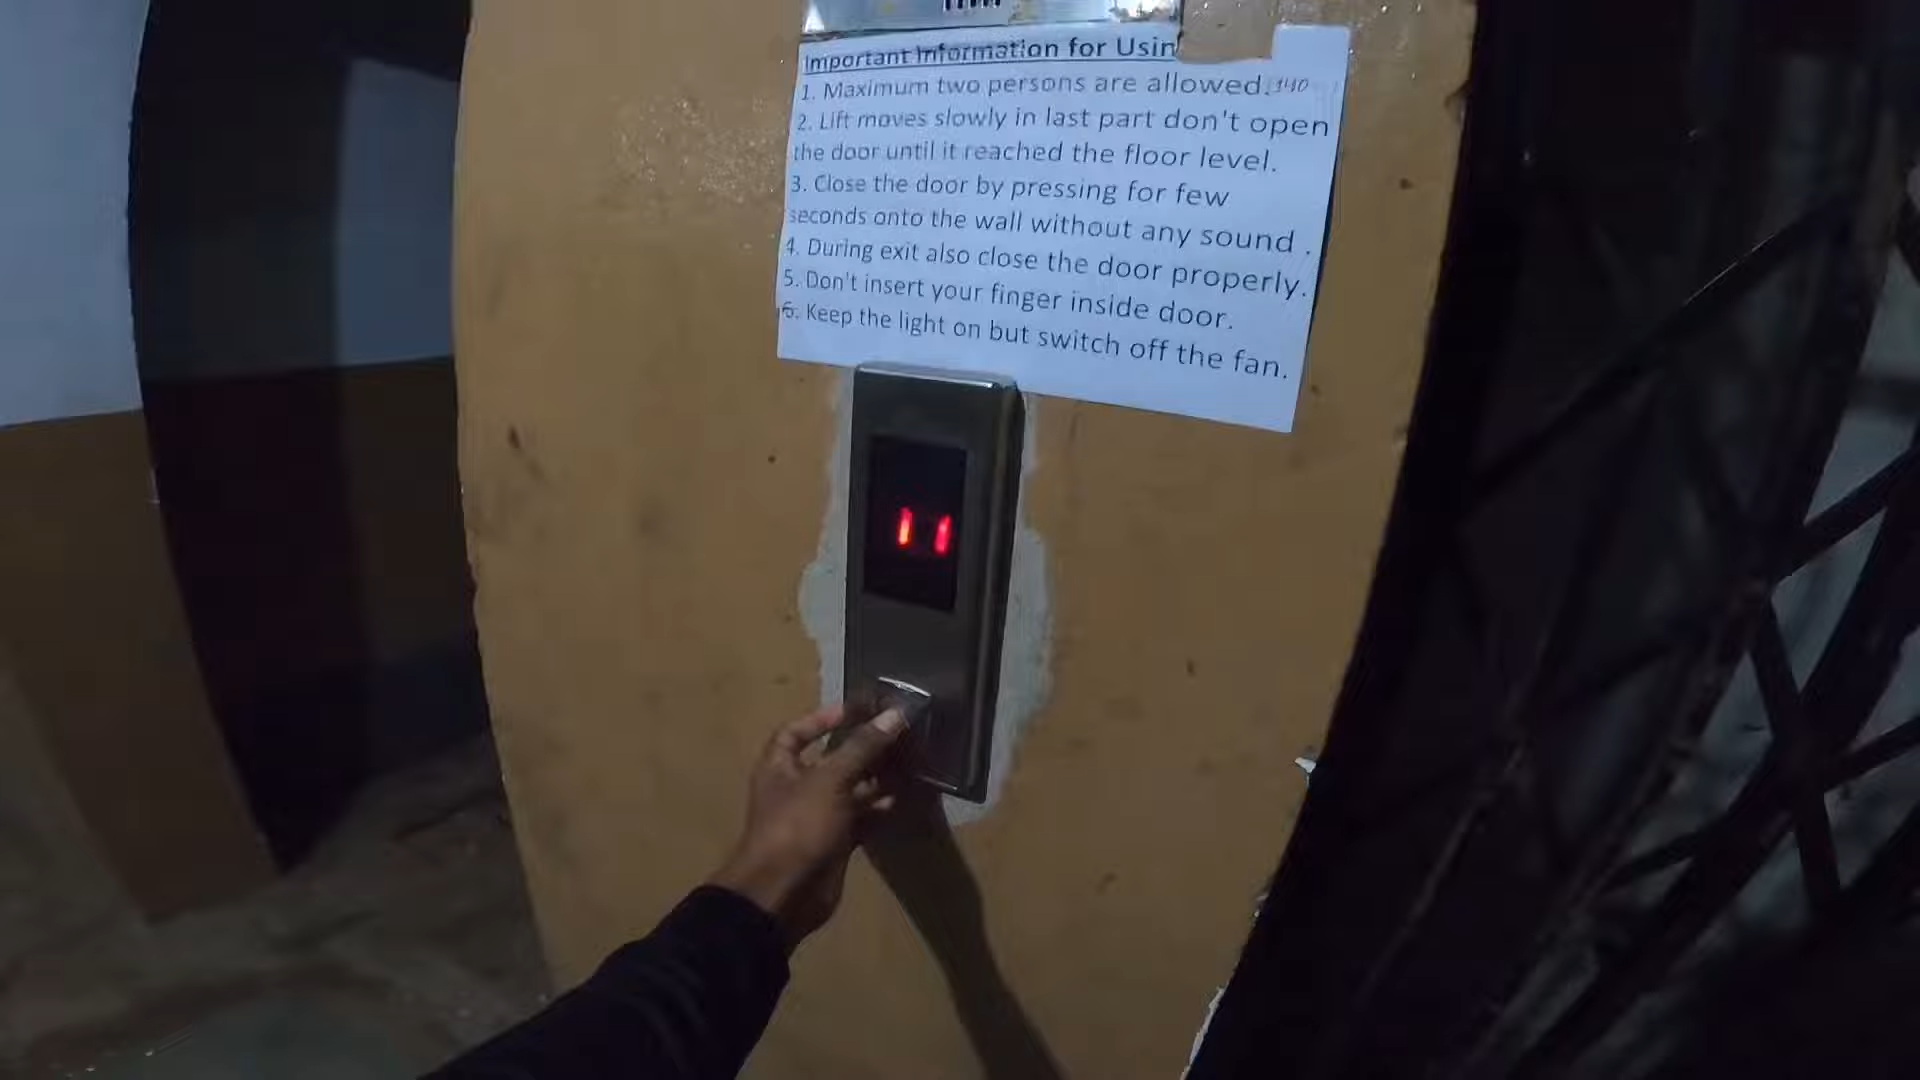 Important Information for Usin
1. Maximum two persons are allowed.
2. Lift moves slowly in last part don't open
the door until it reached the floor level.
3. Close the door by pressing for few
seconds onto the wall without any sound .
4. During exit also close the door properly.
5. Don't insert your finger inside door.
6. Keep the light on but switch off the fan.